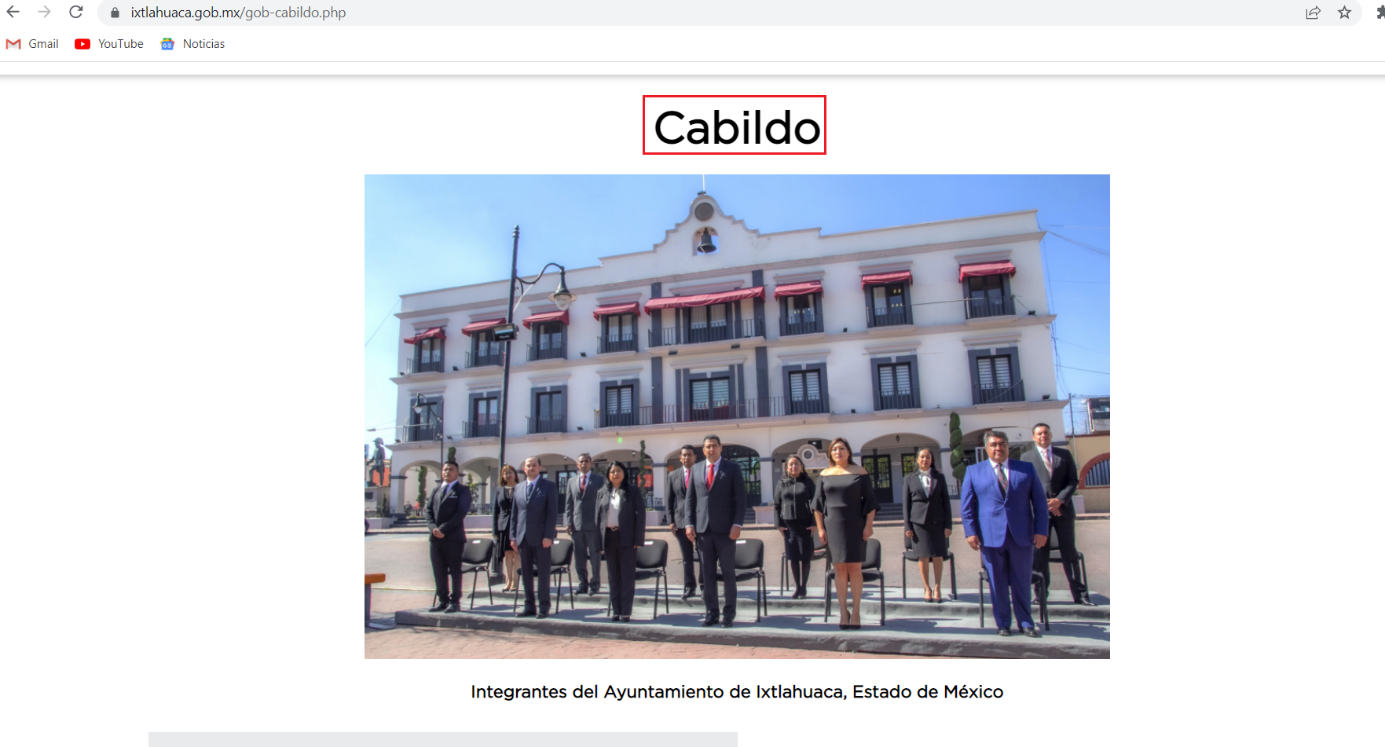 ixtlahuaca.gob.mx/gob-cabildo.php
Gmail YouTube Noticias
Cabildo
Integrantes del Ayuntamiento de Ixtlahuaca, Estado de México